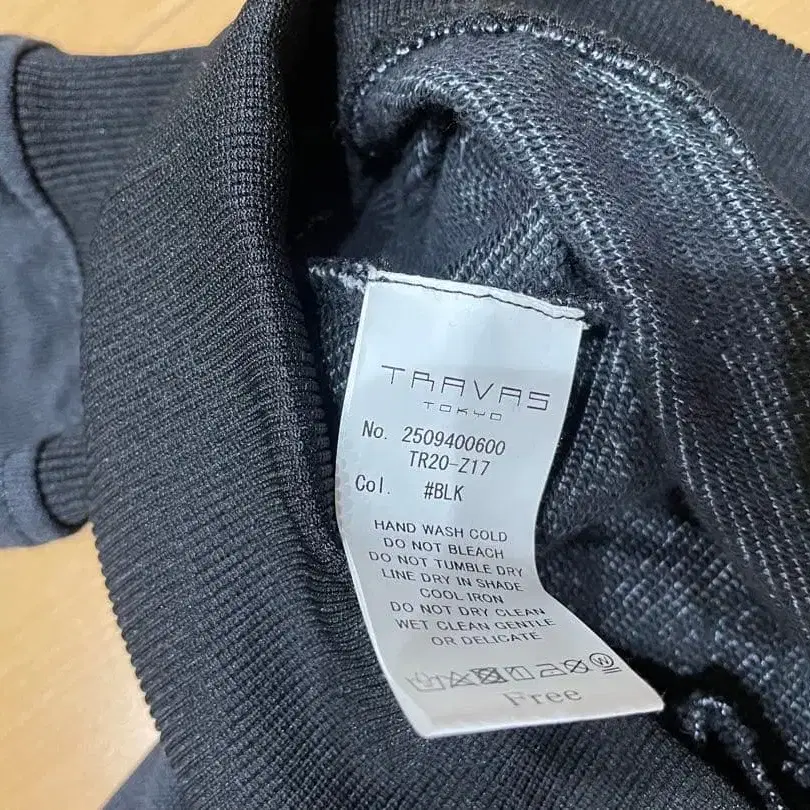 TRAVAS
TOKYO
No. 2509400600
TR20-Z17
Col. #BLK
HAND WASH COLD
DO NOT BLEACH
DO NOT TUMBLE DRY
LINE DRY IN SHADE
COOL IRON
DO NOT DRY CLEAN
WET CLEAN GENTLE
OR DELICATE
W
Free